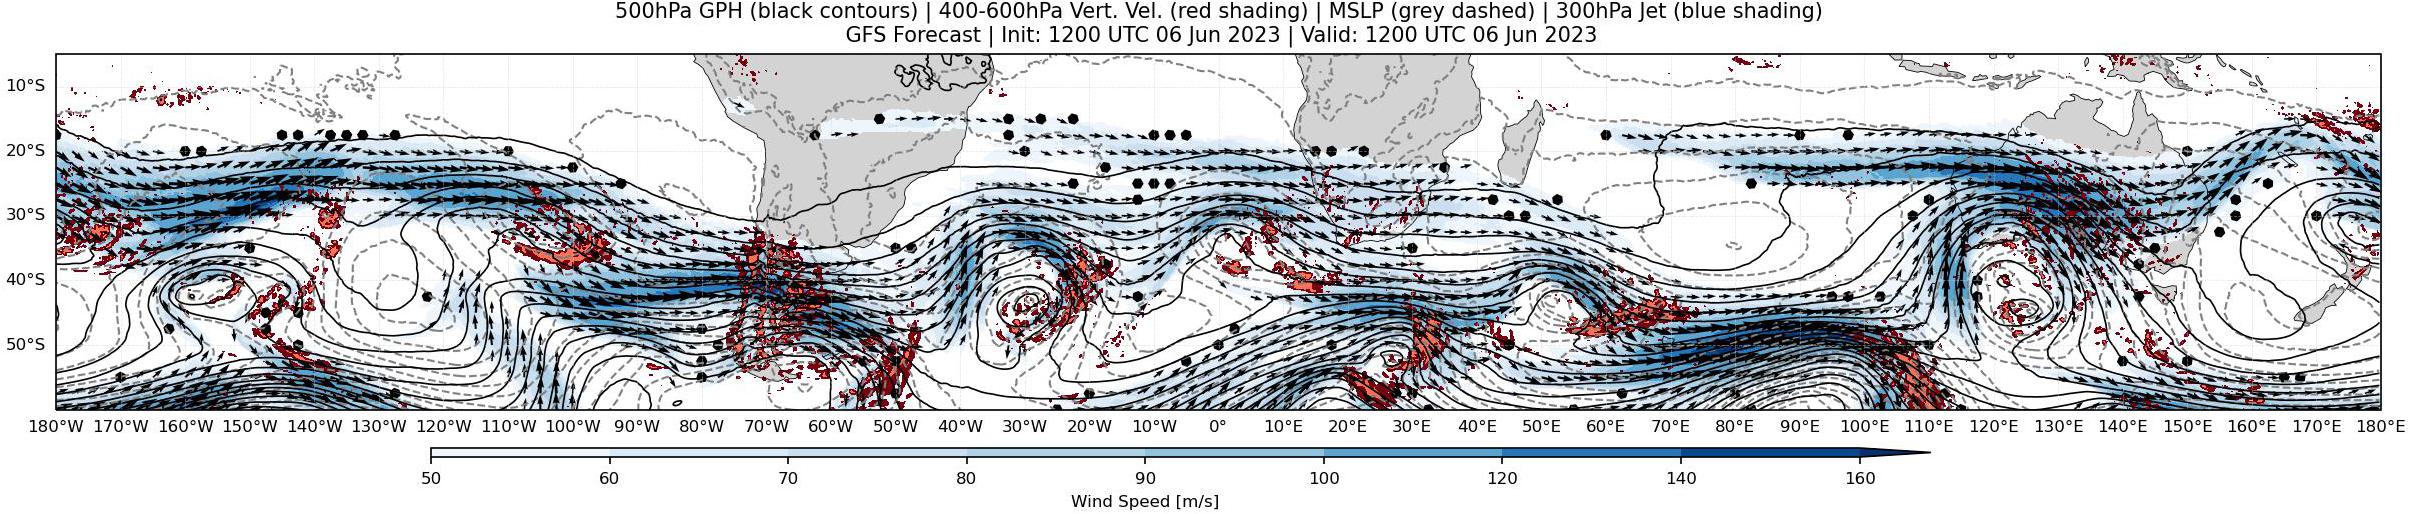 500hPa GPH (black contours) | 400-600hPa Vert. Vel. (red shading) | MSLP (grey dashed) | 300hPa Jet (blue shading)
GFS Forecast | Init: 1200 UTC 06 Jun 2023 | Valid: 1200 UTC 06 Jun 2023
10°S
20°S
30°S
40°S
50°S
180°W 170°W 160°W 150°W 140°W 130°W 120°W 110°W 100°W 90°W 80°W 70°W 60°W 50°W 40°W 30°W 20°W 10°W 0° 10°E 20°E 30°E 40°E 50°E 60°E 70°E 80°E 90°E 100°E 110°E 120°E 130°E 140°E 150°E 160°E 170°E 180°E
50 60 70 80 90 100 120 140 160
Wind Speed [m/s]